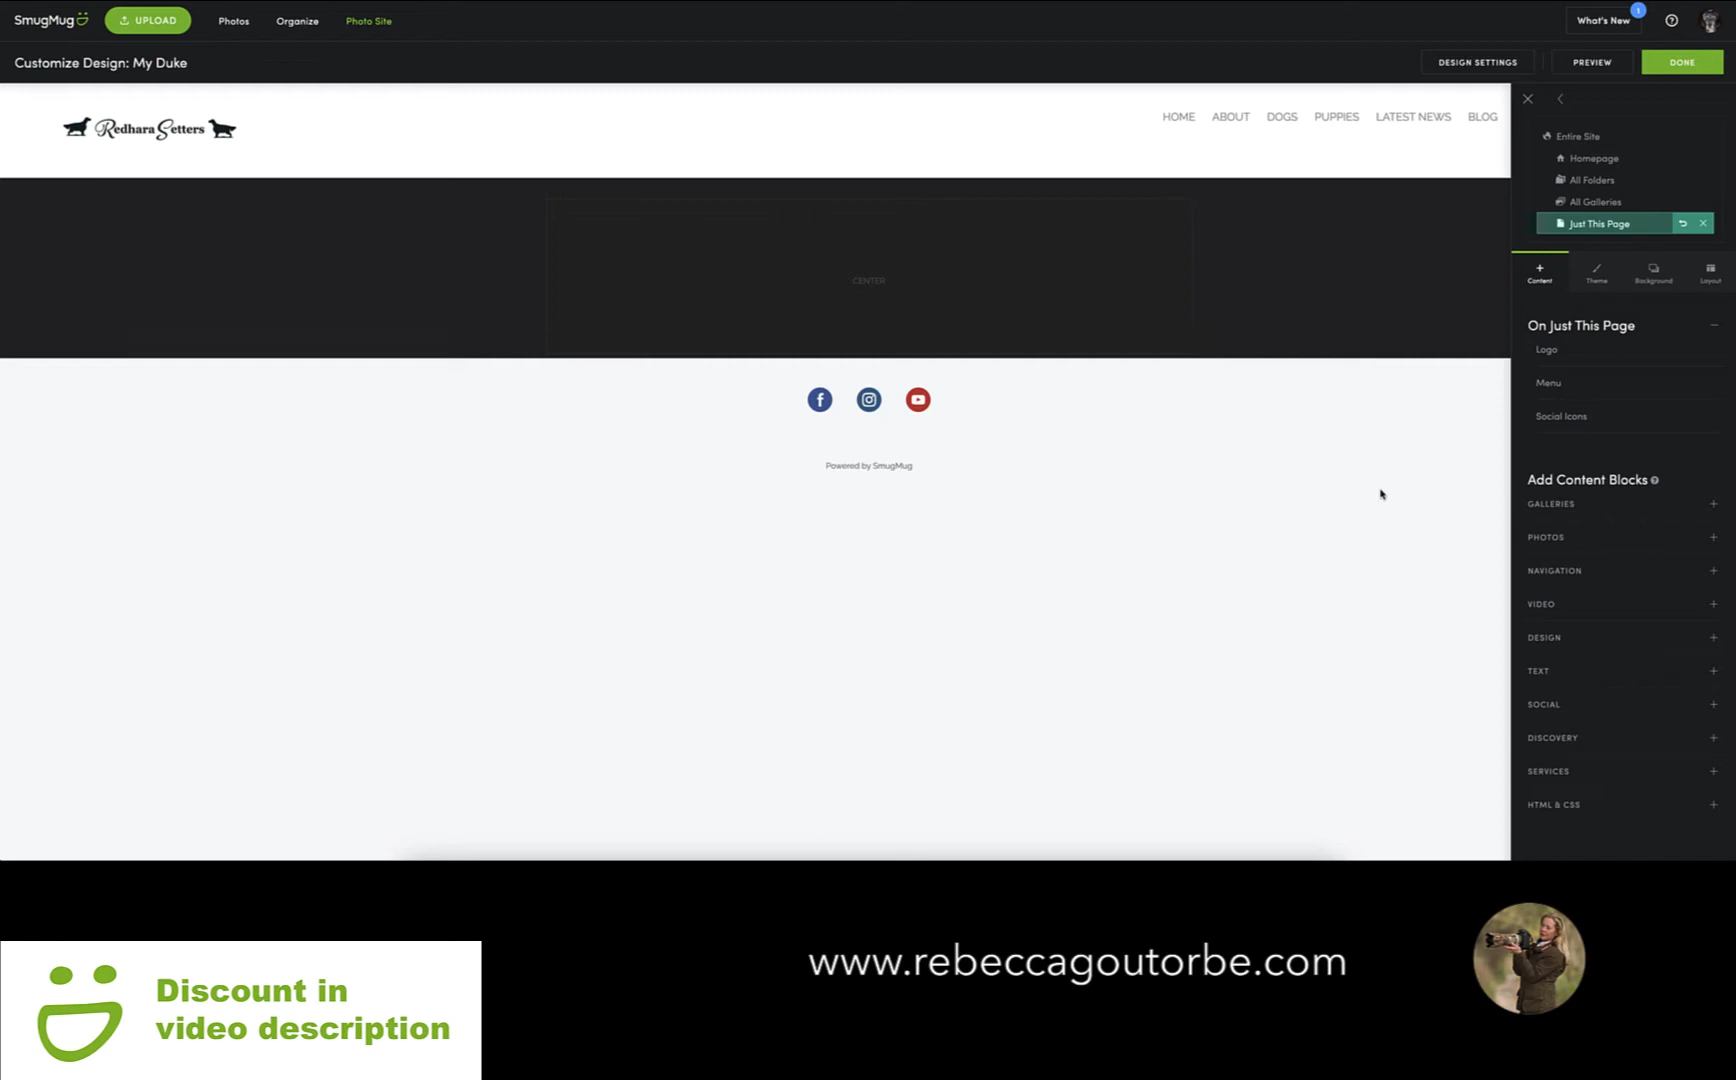 SmugMug
UPLOAD
Photos
Organize
Photo Site
What's New
1
Customize Design: My Duke
DESIGN SETTINGS
PREVIEW
DONE
Redhara Setters
HOME
ABOUT
DOGS
PUPPIES
LATEST NEWS
BLOG
CENTER
Powered by SmugMug
Entire Site
Homepage
All Folders
All Galleries
Just This Page
Content
Theme
Background
Layout
On Just This Page
Logo
Menu
Social Icons
Add Content Blocks
GALLERIES
PHOTOS
NAVIGATION
VIDEO
DESIGN
TEXT
SOCIAL
DISCOVERY
SERVICES
HTML & CSS
Discount in
video description
www.rebeccagoutorbe.com